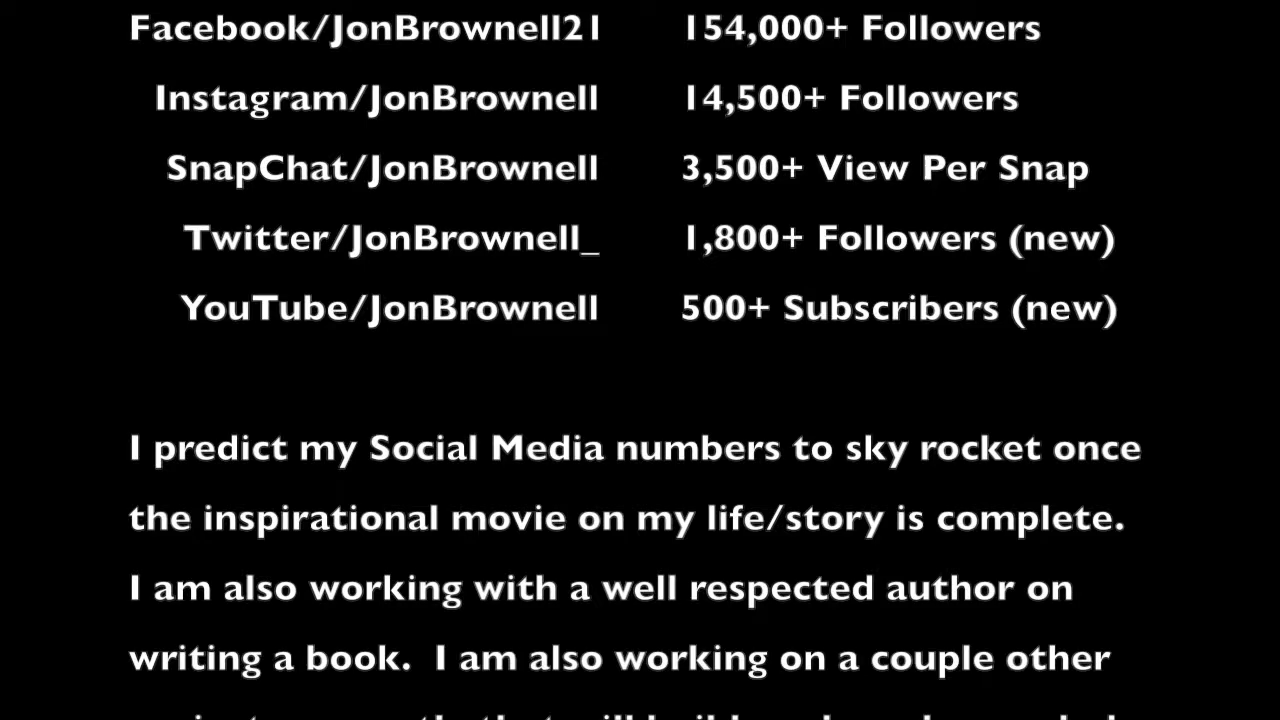 Facebook/JonBrownell21 154,000+ Followers
Instagram/JonBrownell 14,500+ Followers
SnapChat/JonBrownell 3,500+ View Per Snap
Twitter/JonBrownell_ 1,800+ Followers (new)
YouTube/JonBrownell 500+ Subscribers (new)
I predict my Social Media numbers to sky rocket once
the inspirational movie on my life/story is complete.
I am also working with a well respected author on
writing a book. I am also working on a couple other